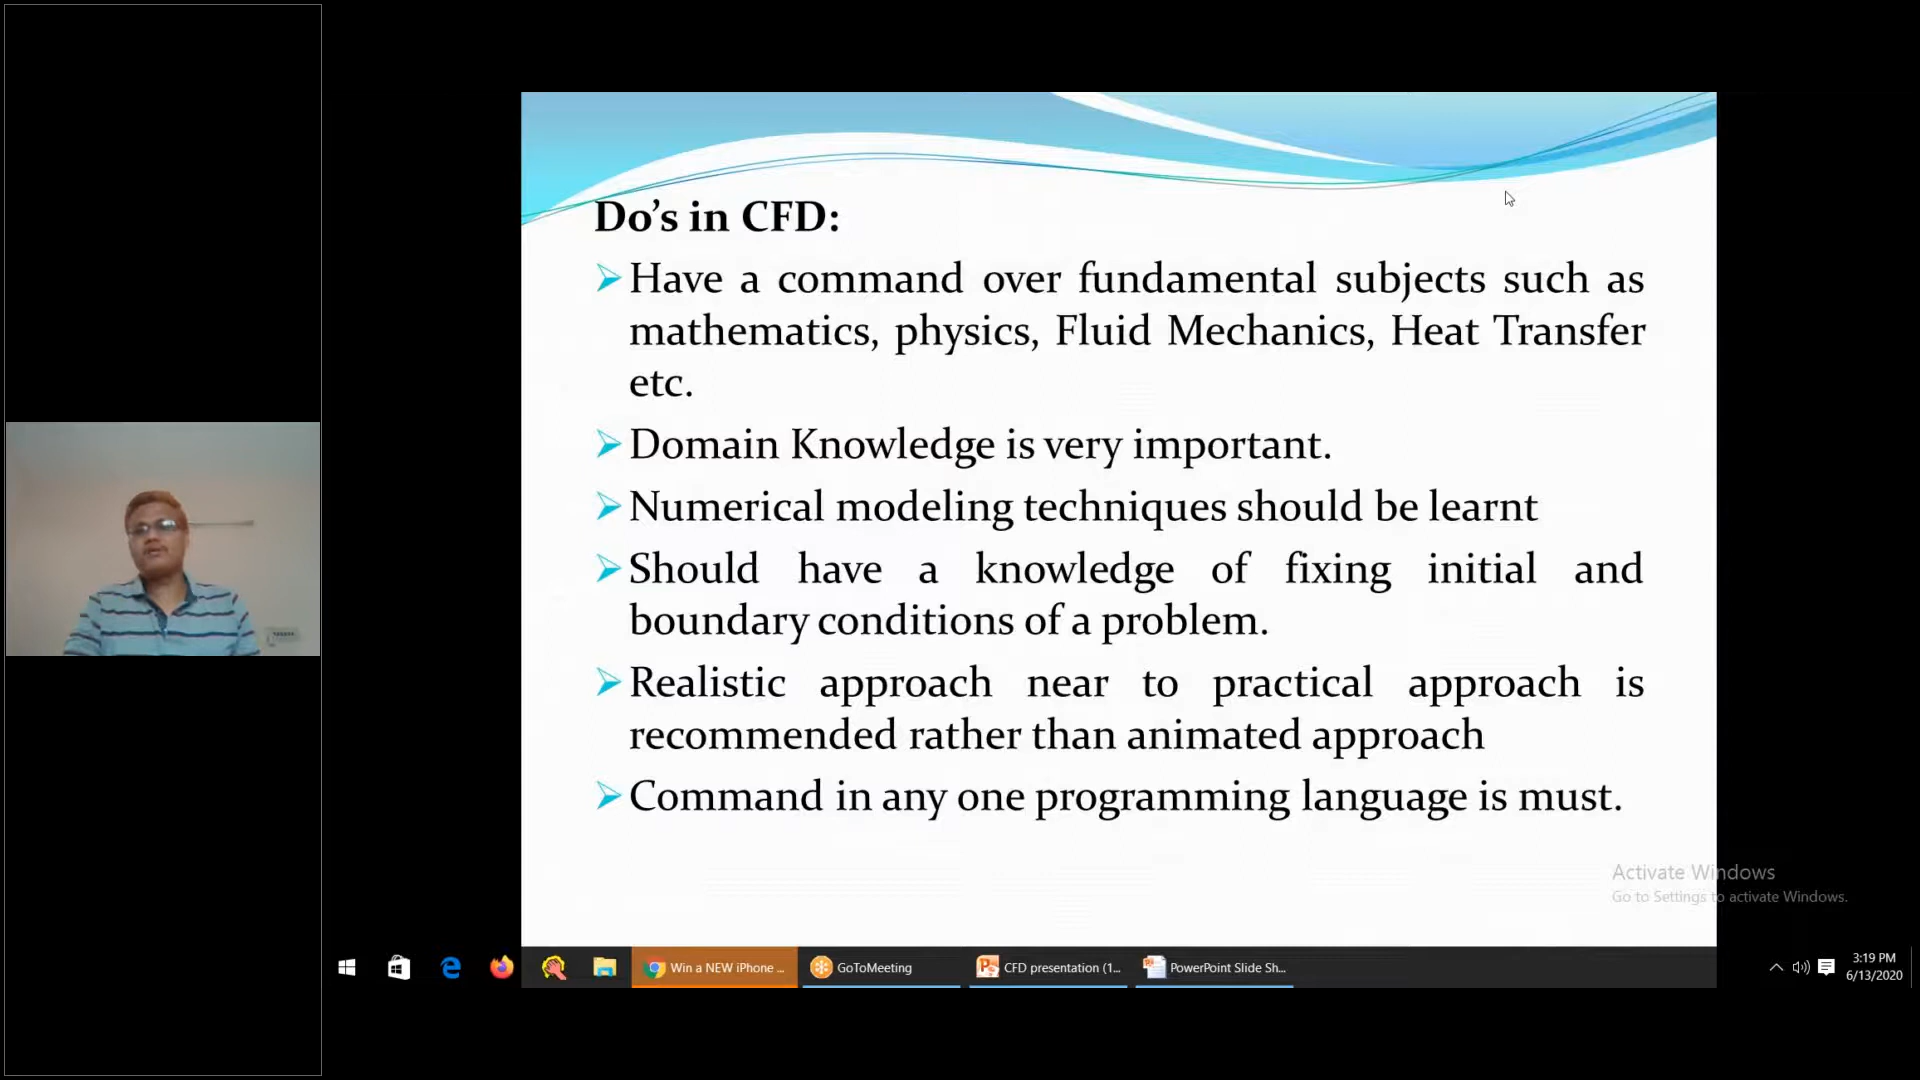 Do’s in CFD:
Have a command over fundamental subjects such as
mathematics, physics, Fluid Mechanics, Heat Transfer
etc.
Domain Knowledge is very important.
Numerical modeling techniques should be learnt
Should have a knowledge of fixing initial and
boundary conditions of a problem.
Realistic approach near to practical approach is
recommended rather than animated approach
Command in any one programming language is must.
Activate Windows
Go to Settings to activate Windows.
Win a NEW iPhone ...
GoToMeeting
CFD presentation (1...
PowerPoint Slide Sh...
3:19 PM
6/13/2020